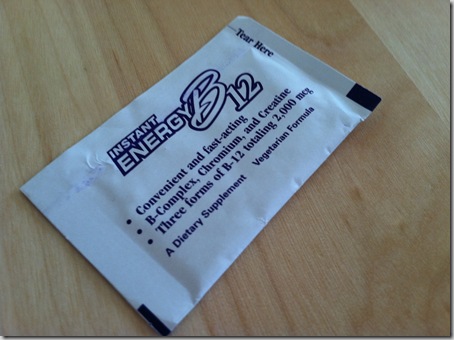 Tear Here
INSTANT
ENERGY B12
• Convenient and fast-acting
• B-Complex, Chromium, and Creatine
• Three forms of B-12 totaling 2,000 mcg
A Dietary Supplement Vegetarian Formula